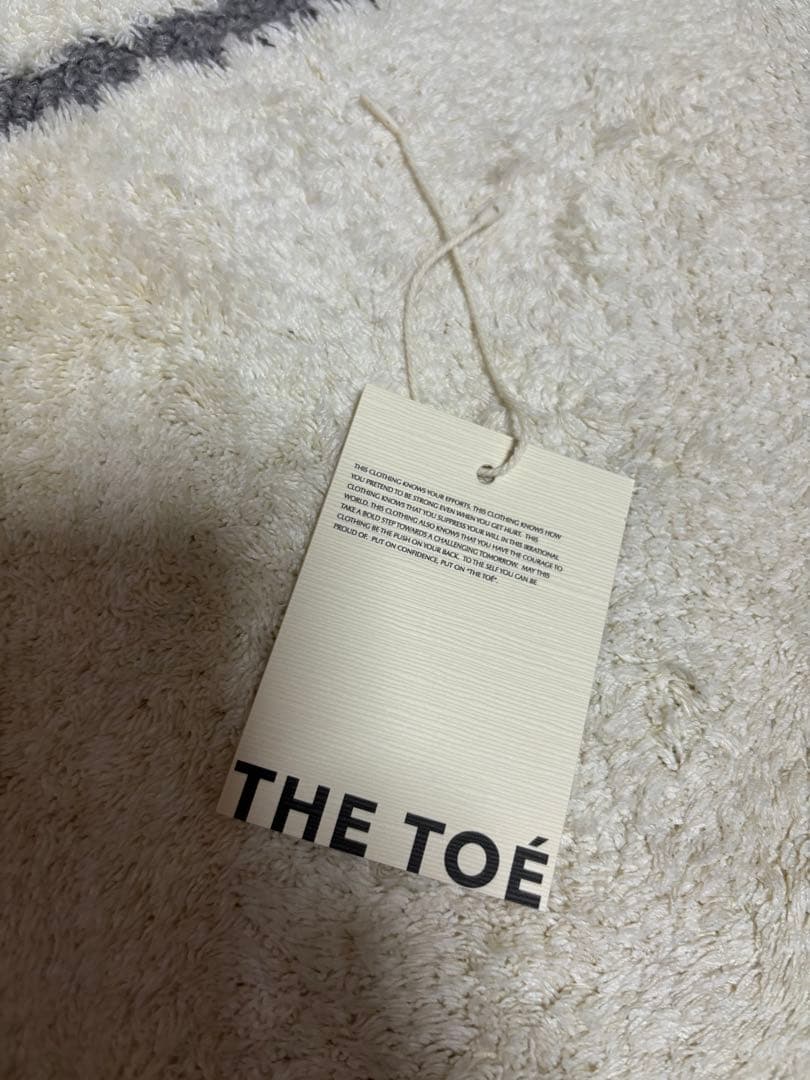 THIS CLOTHING KNOWS YOUR EFFORTS. THIS CLOTHING KNOWS HOW
YOU PRETEND TO BE STRONG EVEN WHEN YOU GET HURT. THIS
CLOTHING KNOWS THAT YOU SUPPRESS YOUR WILL IN THIS IRRATIONAL
WORLD. THIS CLOTHING ALSO KNOWS THAT YOU HAVE THE COURAGE TO
TAKE A BOLD STEP TOWARDS A CHALLENGING TOMORROW. MAY THIS
CLOTHING BE THE PUSH ON YOUR BACK. TO THE SELF YOU CAN BE
PROUD OF. PUT ON CONFIDENCE, PUT ON "THE TOÉ".
THE TOÉ